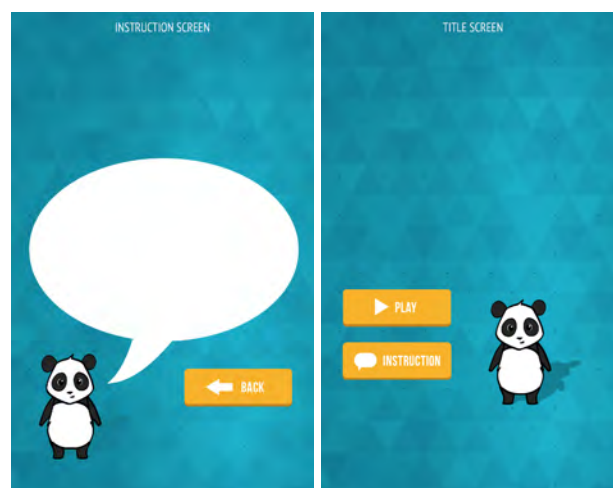 INSTRUCTION SCREEN
BACK
TITLE SCREEN
PLAY
INSTRUCTION